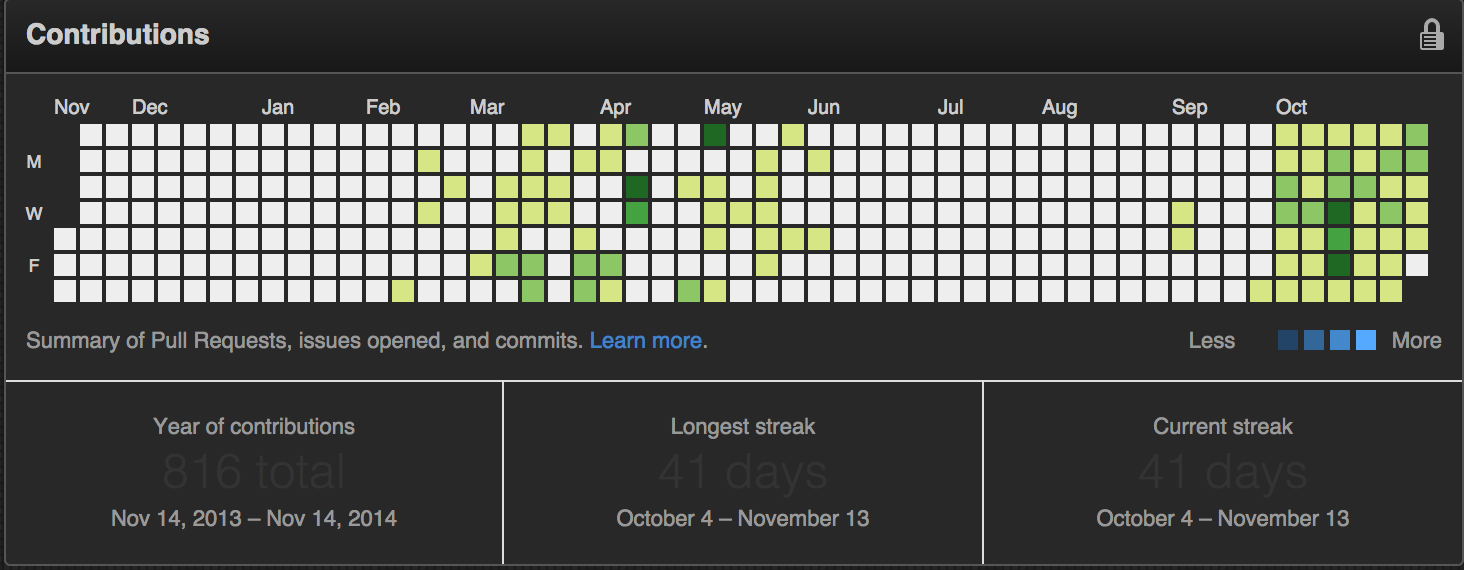 Contributions
Nov Dec Jan Feb Mar Apr May Jun Jul Aug Sep Oct
M
W
F
Summary of Pull Requests, issues opened, and commits. Learn more. Less More
Year of contributions Longest streak Current streak
816 total 41 days 41 days
Nov 14, 2013 – Nov 14, 2014 October 4 – November 13 October 4 – November 13